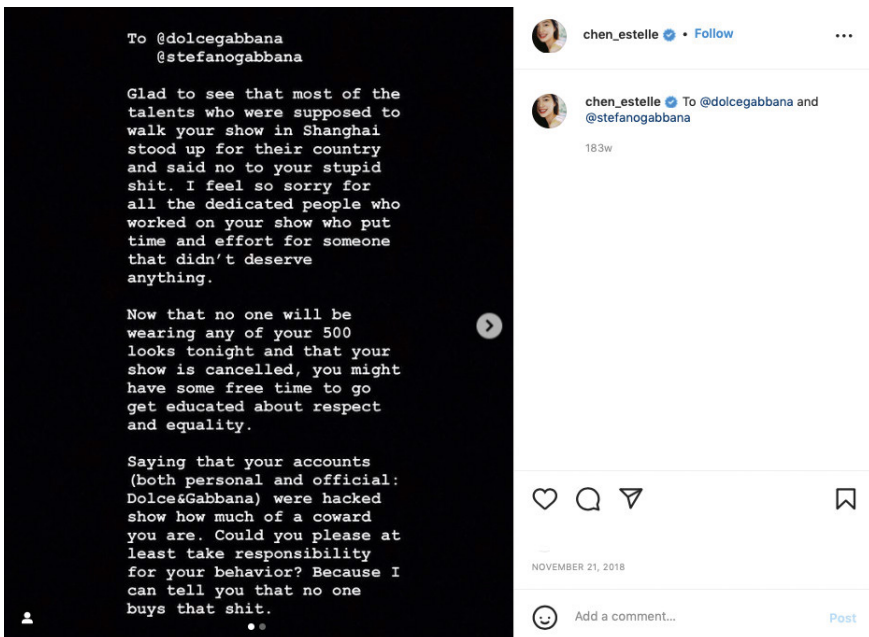 To @dolcegabbana
@stefanogabbana
Glad to see that most of the
talents who were supposed to
walk your show in Shanghai
stood up for their country
and said no to your stupid
shit. I feel so sorry for
all the dedicated people who
worked on your show who put
time and effort for someone
that didn't deserve
anything.
Now that no one will be
wearing any of your 500
looks tonight and that your
show is cancelled, you might
have some free time to go
get educated about respect
and equality.
Saying that your accounts
(both personal and official:
Dolce&Gabbana) were hacked
show how much of a coward
you are. Could you please at
least take responsibility
for your behavior? Because I
can tell you that no one
buys that shit.
chen_estelle • Follow
chen_estelle To @dolcegabbana and
@stefanogabbana
183w
NOVEMBER 21, 2018
Add a comment...
Post